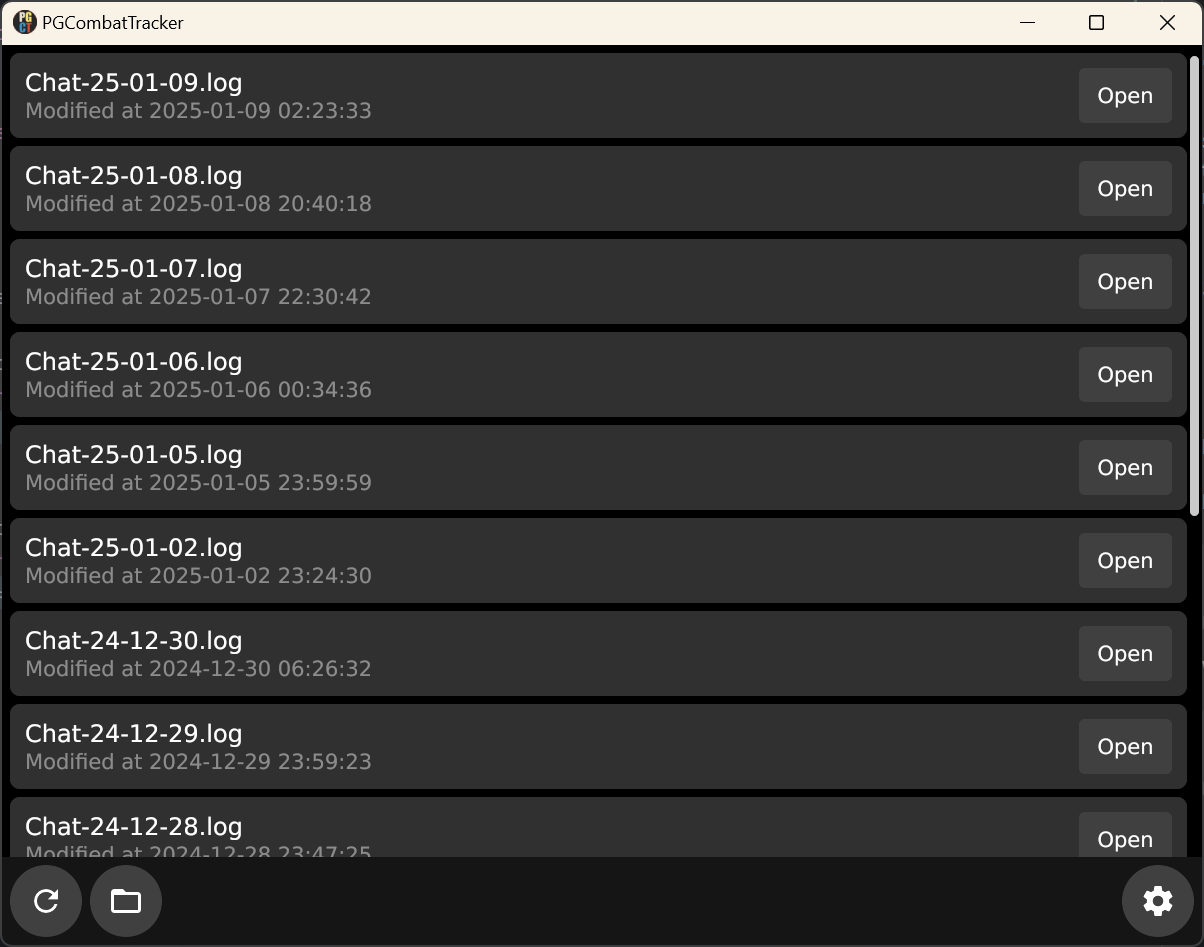 PGCombatTracker
Chat-25-01-09.log
Modified at 2025-01-09 02:23:33
Open
Chat-25-01-08.log
Modified at 2025-01-08 20:40:18
Open
Chat-25-01-07.log
Modified at 2025-01-07 22:30:42
Open
Chat-25-01-06.log
Modified at 2025-01-06 00:34:36
Open
Chat-25-01-05.log
Modified at 2025-01-05 23:59:59
Open
Chat-25-01-02.log
Modified at 2025-01-02 23:24:30
Open
Chat-24-12-30.log
Modified at 2024-12-30 06:26:32
Open
Chat-24-12-29.log
Modified at 2024-12-29 23:59:23
Open
Chat-24-12-28.log
Modified at 2024-12-28 23:47:25
Open